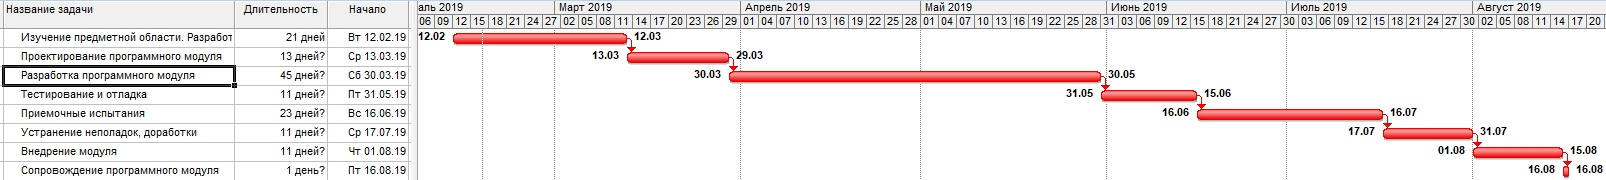 Название задачи Длительность Начало аль 2019 Март 2019 Апрель 2019 Май 2019 Июнь 2019 Июль 2019 Август 2019
06 09 12 15 18 21 24 27 02 05 08 11 14 17 20 23 26 29 01 04 07 10 13 16 19 22 25 28 01 04 07 10 13 16 19 22 25 28 31 03 06 09 12 15 18 21 24 27 30 03 06 09 12 15 18 21 24 27 30 02 05 08 11 14 17 20
Изучение предметной области. Разработ 21 дней Вт 12.02.19 12.02 12.03
Проектирование программного модуля 13 дней? Ср 13.03.19 13.03 29.03
Разработка программного модуля 45 дней? Сб 30.03.19 30.03 30.05
Тестирование и отладка 11 дней? Пт 31.05.19 31.05 15.06
Приемочные испытания 23 дней? Вс 16.06.19 16.06 16.07
Устранение неполадок, доработки 11 дней? Ср 17.07.19 17.07 31.07
Внедрение модуля 11 дней? Чт 01.08.19 01.08 15.08
Сопровождение программного модуля 1 день? Пт 16.08.19 16.08 16.08